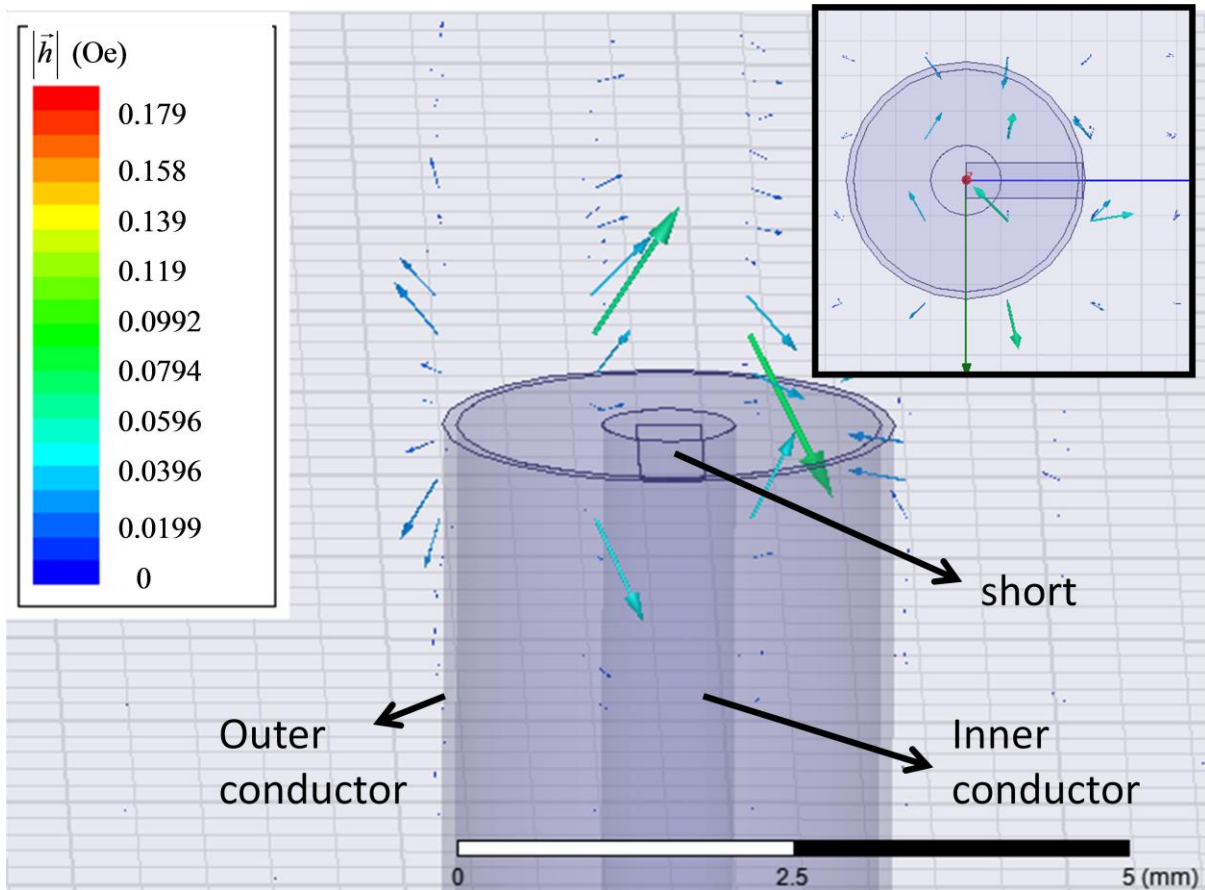 |h⃗| (Oe)
0.179
0.158
0.139
0.119
0.0992
0.0794
0.0596
0.0396
0.0199
0
short
Outer
conductor
Inner
conductor
0 2.5 5 (mm)